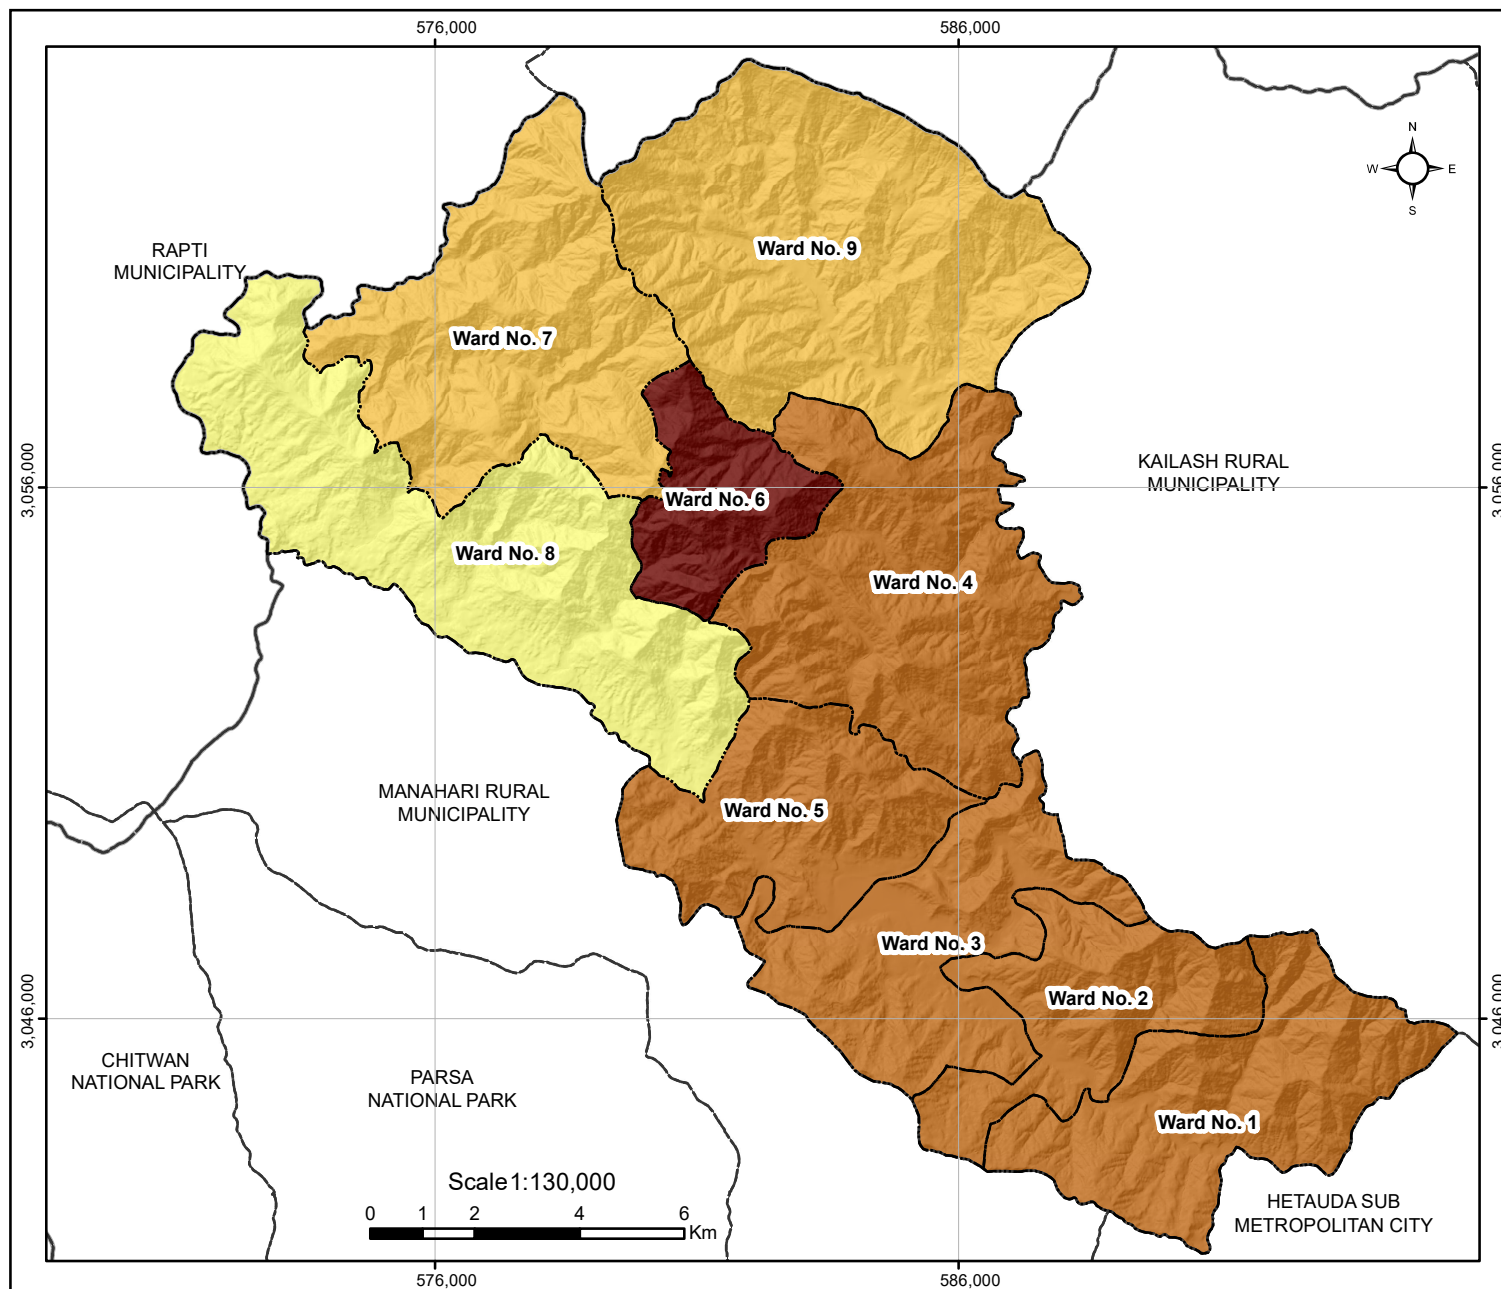 576,000
586,000
N
W
E
S
Ward No. 9
RAPTI
MUNICIPALITY
Ward No. 7
KAILASH RURAL
MUNICIPALITY
3,056,000
3,056,000
Ward No. 6
Ward No. 8
Ward No. 4
MANAHARI RURAL
MUNICIPALITY
Ward No. 5
Ward No. 3
Ward No. 2
3,046,000
3,046,000
CHITWAN
NATIONAL PARK
PARSA
NATIONAL PARK
Ward No. 1
Scale1:130,000
0 1 2 4 6
Km
HETAUDA SUB
METROPOLITAN CITY
576,000
586,000